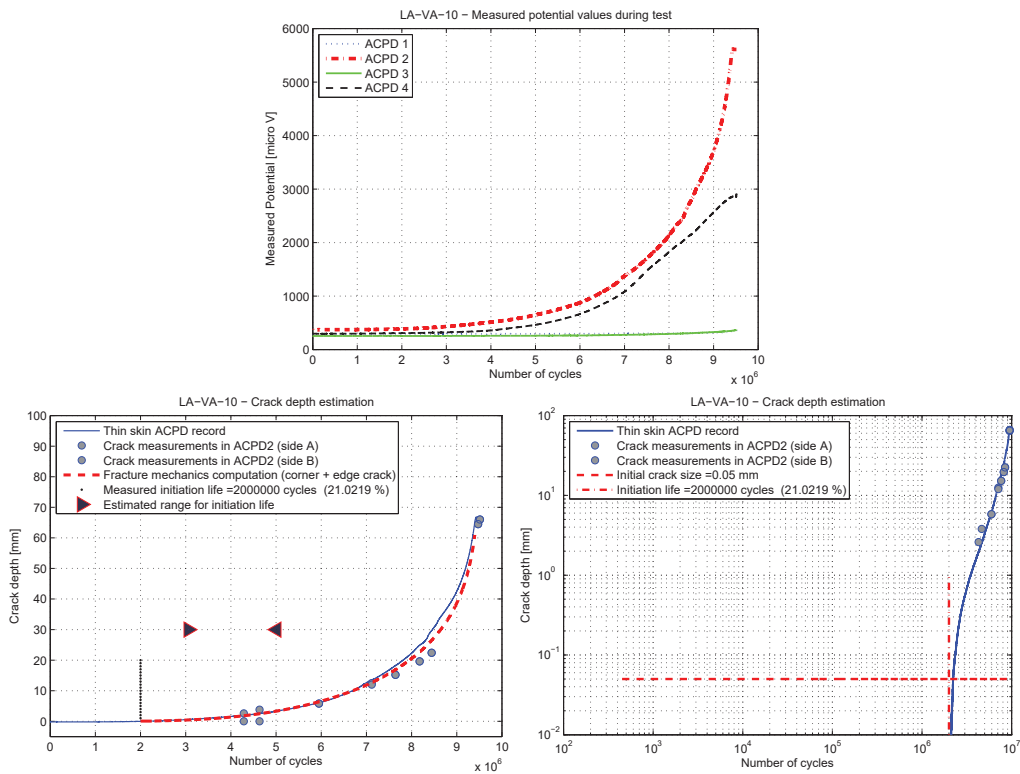 LA−VA−10 − Measured potential values during test
6000
5000
4000
3000
2000
1000
0
Measured Potential [micro V]
ACPD 1
ACPD 2
ACPD 3
ACPD 4
0 1 2 3 4 5 6 7 8 9 10
Number of cycles
x 10^6
LA−VA−10 − Crack depth estimation
100
90
80
70
60
50
40
30
20
10
0
Crack depth [mm]
Thin skin ACPD record
Crack measurements in ACPD2 (side A)
Crack measurements in ACPD2 (side B)
Fracture mechanics computation (corner + edge crack)
Measured initiation life =2000000 cycles (21.0219 %)
Estimated range for initiation life
0 1 2 3 4 5 6 7 8 9 10
Number of cycles
x 10^6
LA−VA−10 − Crack depth estimation
10^2
10^1
10^0
10^−1
10^−2
Crack depth [mm]
Thin skin ACPD record
Crack measurements in ACPD2 (side A)
Crack measurements in ACPD2 (side B)
Initial crack size =0.05 mm
Initiation life =2000000 cycles (21.0219 %)
10^2 10^3 10^4 10^5 10^6 10^7
Number of cycles